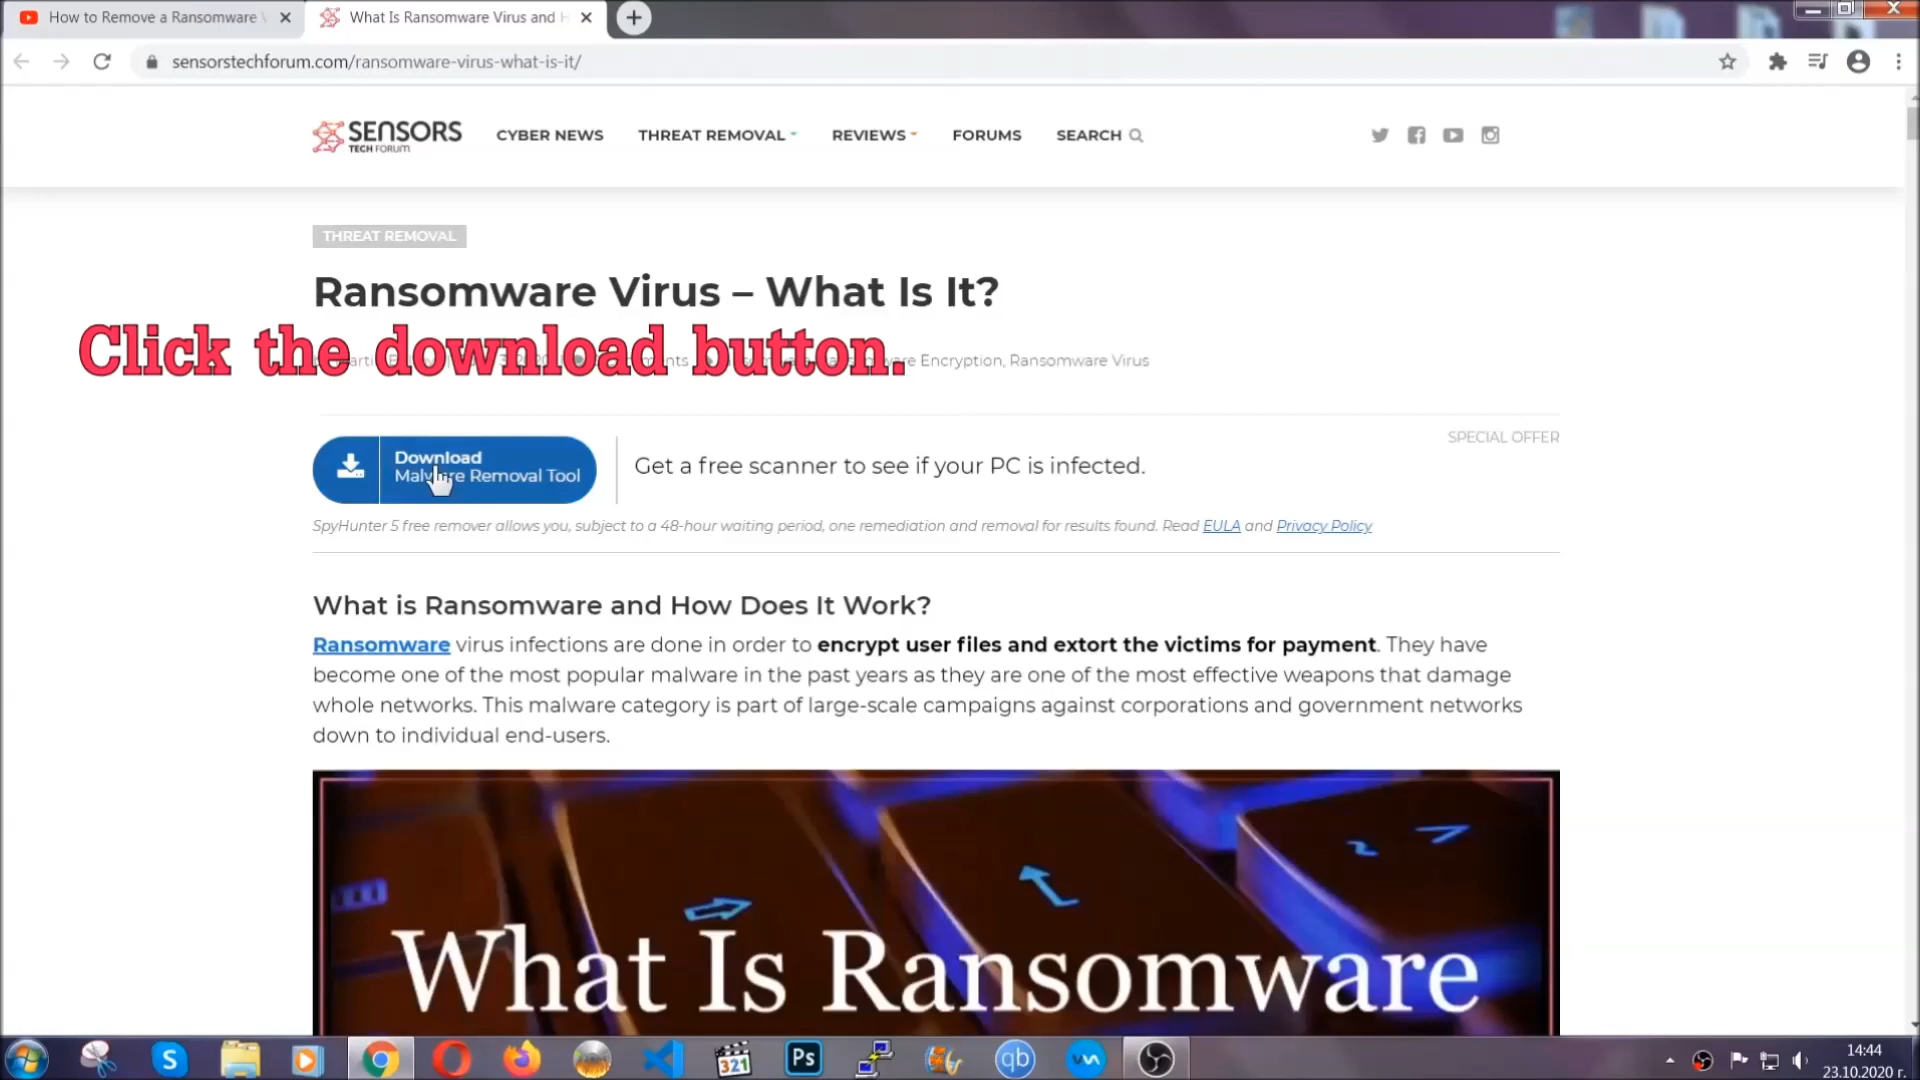 How to Remove a Ransomware
What Is Ransomware Virus and
sensorstechforum.com/ransomware-virus-what-is-it/
SENSORS
TECH FORUM
CYBER NEWS
THREAT REMOVAL
REVIEWS
FORUMS
SEARCH
THREAT REMOVAL
Ransomware Virus – What Is It?
Click the download button.
Encryption, Ransomware Virus
SPECIAL OFFER
Download
Malware Removal Tool
Get a free scanner to see if your PC is infected.
SpyHunter 5 free remover allows you, subject to a 48-hour waiting period, one remediation and removal for results found. Read EULA and Privacy Policy
What is Ransomware and How Does It Work?
Ransomware virus infections are done in order to encrypt user files and extort the victims for payment. They have
become one of the most popular malware in the past years as they are one of the most effective weapons that damage
whole networks. This malware category is part of large-scale campaigns against corporations and government networks
down to individual end-users.
What Is Ransomware
S
321
Ps
qb
14:44
23.10.2020 г.